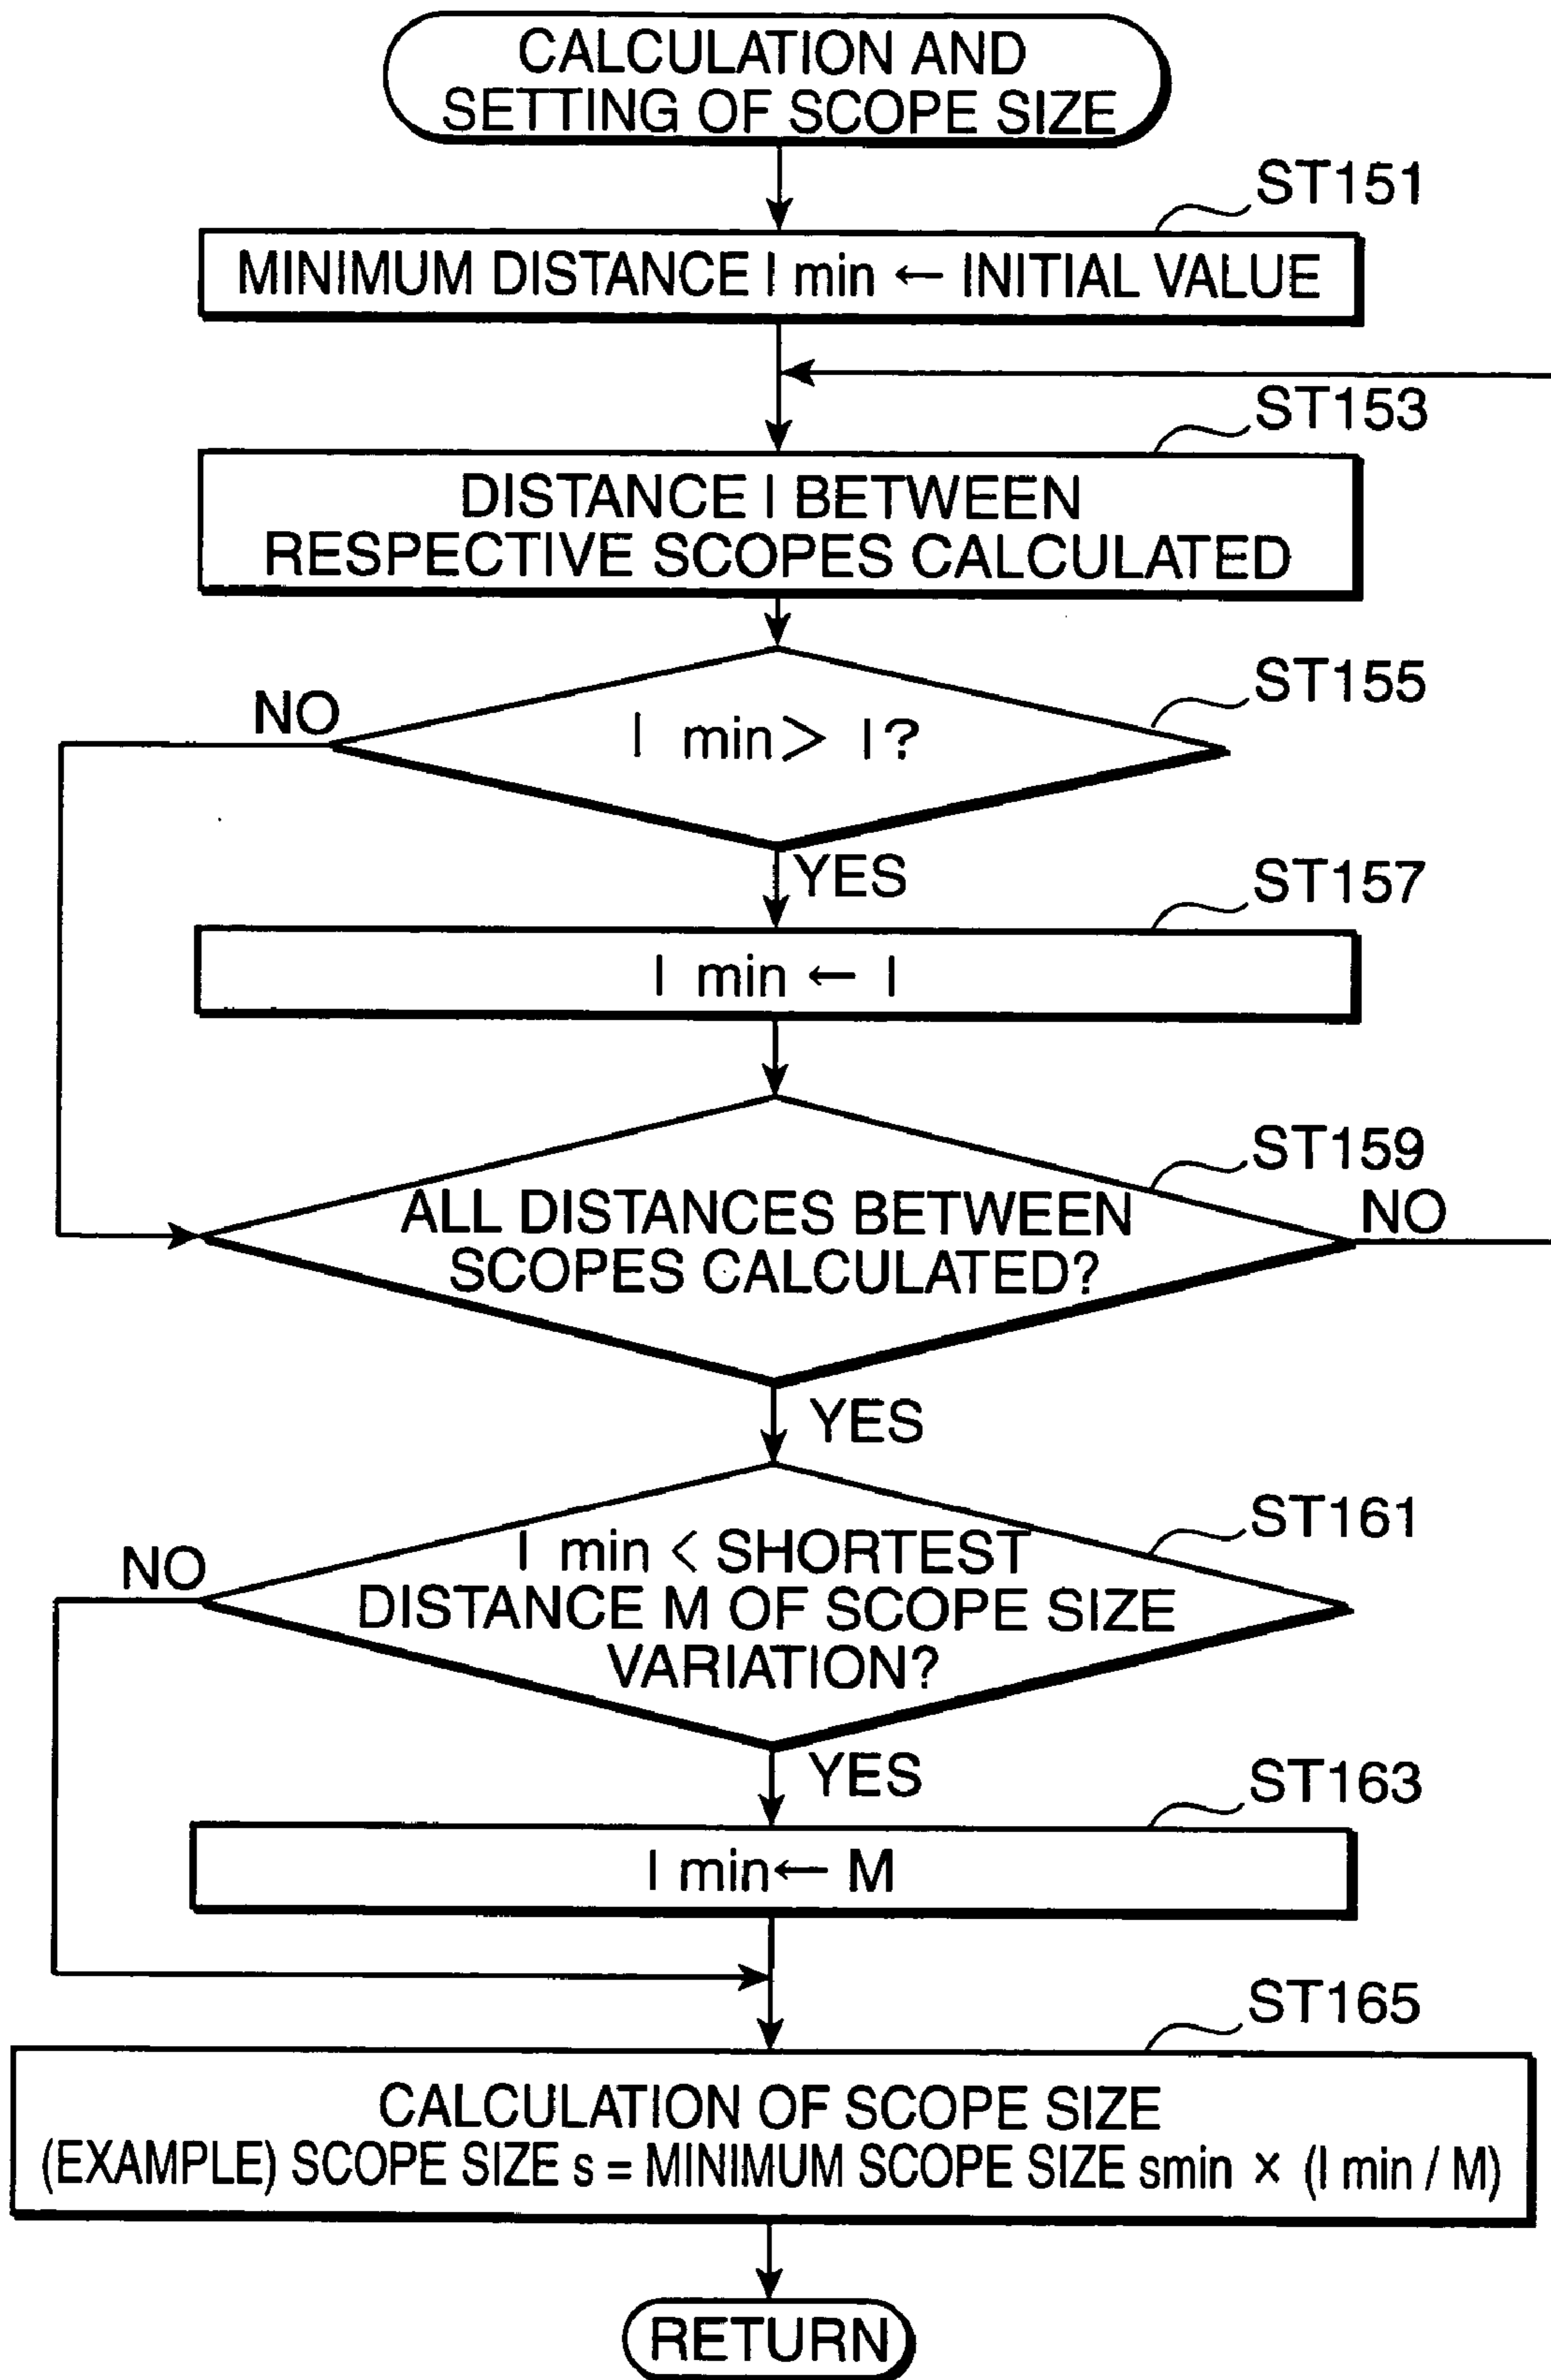 CALCULATION AND
SETTING OF SCOPE SIZE
ST151
MINIMUM DISTANCE l min ← INITIAL VALUE
ST153
DISTANCE l BETWEEN
RESPECTIVE SCOPES CALCULATED
ST155
NO
l min > l ?
YES
ST157
l min ← l
ST159
ALL DISTANCES BETWEEN
SCOPES CALCULATED?
NO
YES
ST161
NO
l min < SHORTEST
DISTANCE M OF SCOPE SIZE
VARIATION?
YES
ST163
l min ← M
ST165
CALCULATION OF SCOPE SIZE
(EXAMPLE) SCOPE SIZE s = MINIMUM SCOPE SIZE smin × (l min / M)
RETURN